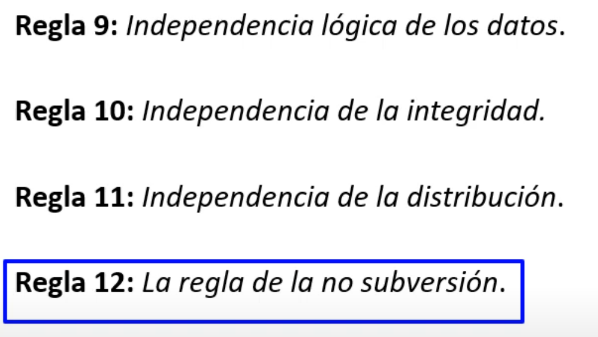 Regla 9: Independencia lógica de los datos.
Regla 10: Independencia de la integridad.
Regla 11: Independencia de la distribución.
Regla 12: La regla de la no subversión.